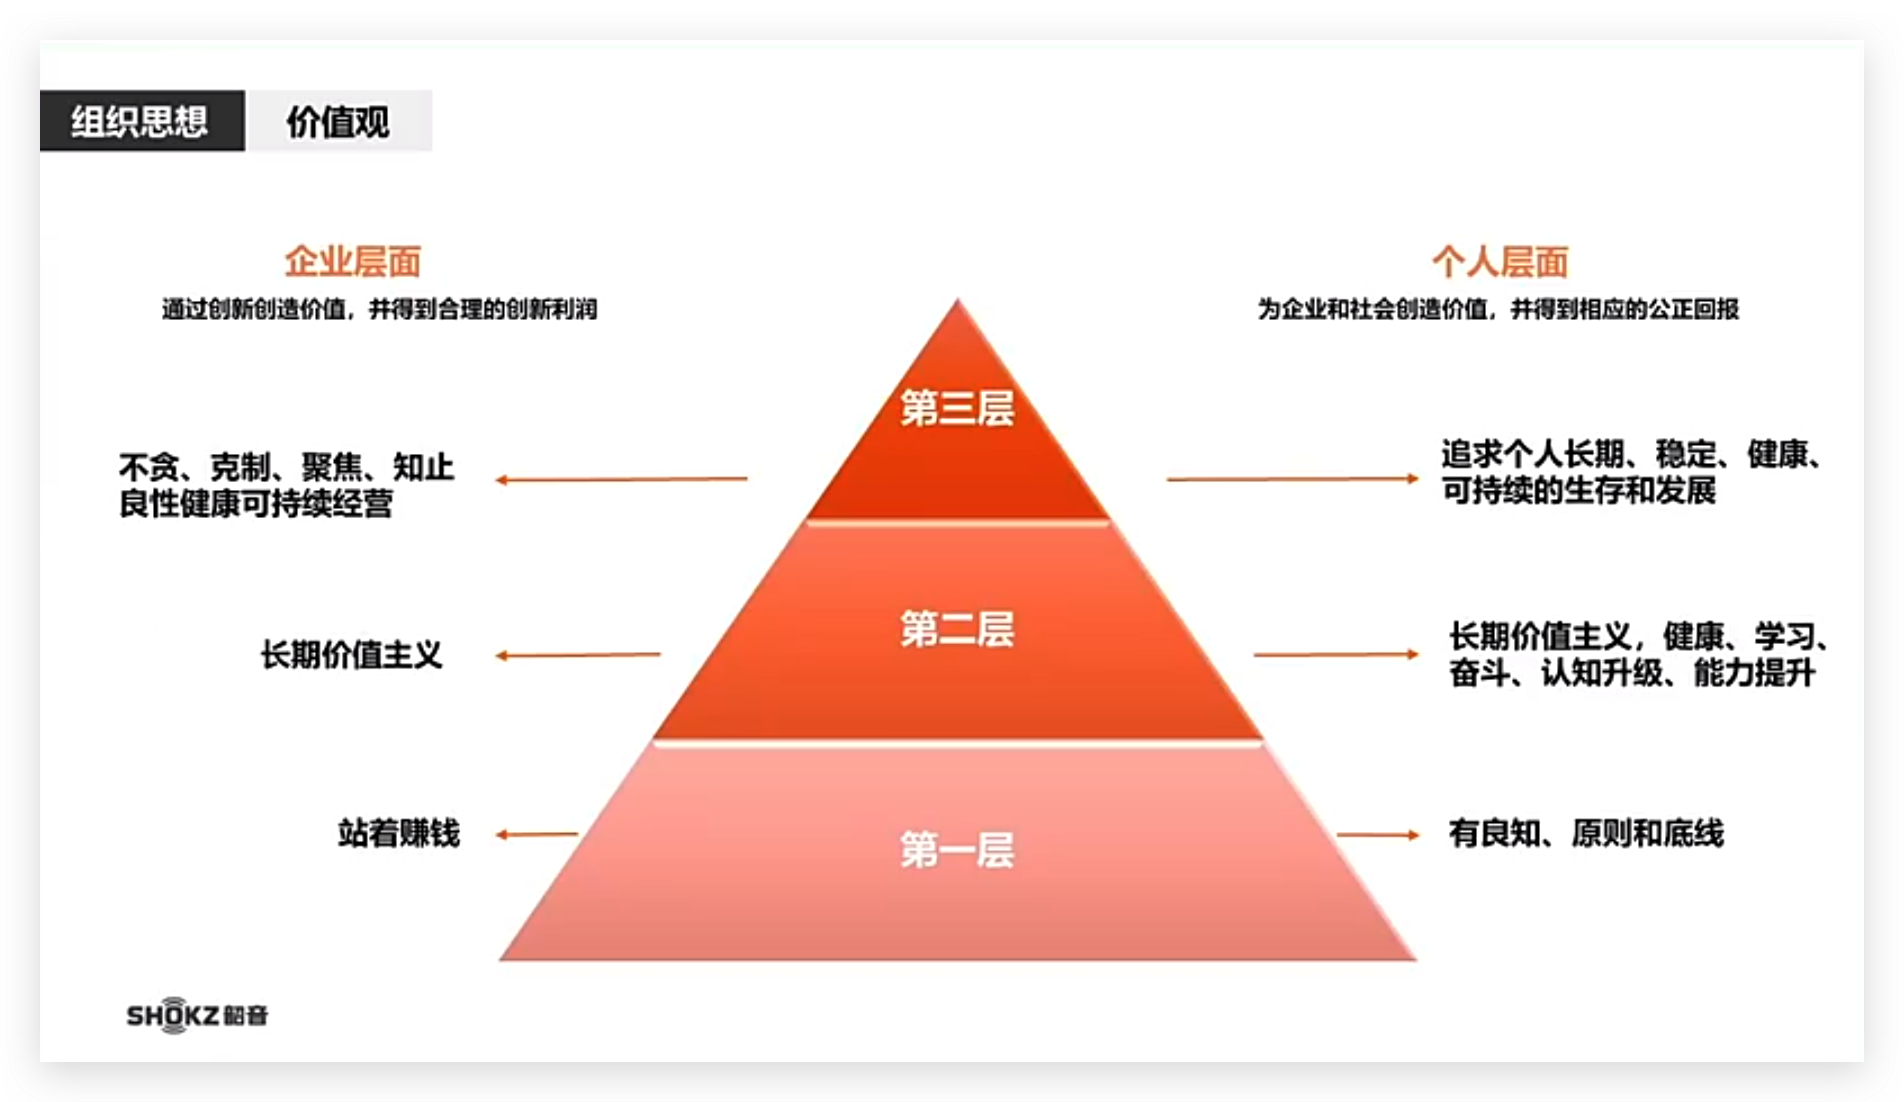 组织思想
价值观
企业层面
通过创新创造价值，并得到合理的创新利润
个人层面
为企业和社会创造价值，并得到相应的公正回报
第三层
不贪、克制、聚焦、知止
良性健康可持续经营
追求个人长期、稳定、健康、
可持续的生存和发展
第二层
长期价值主义
长期价值主义，健康、学习、
奋斗、认知升级、能力提升
第一层
站着赚钱
有良知、原则和底线
SHOKZ韶音